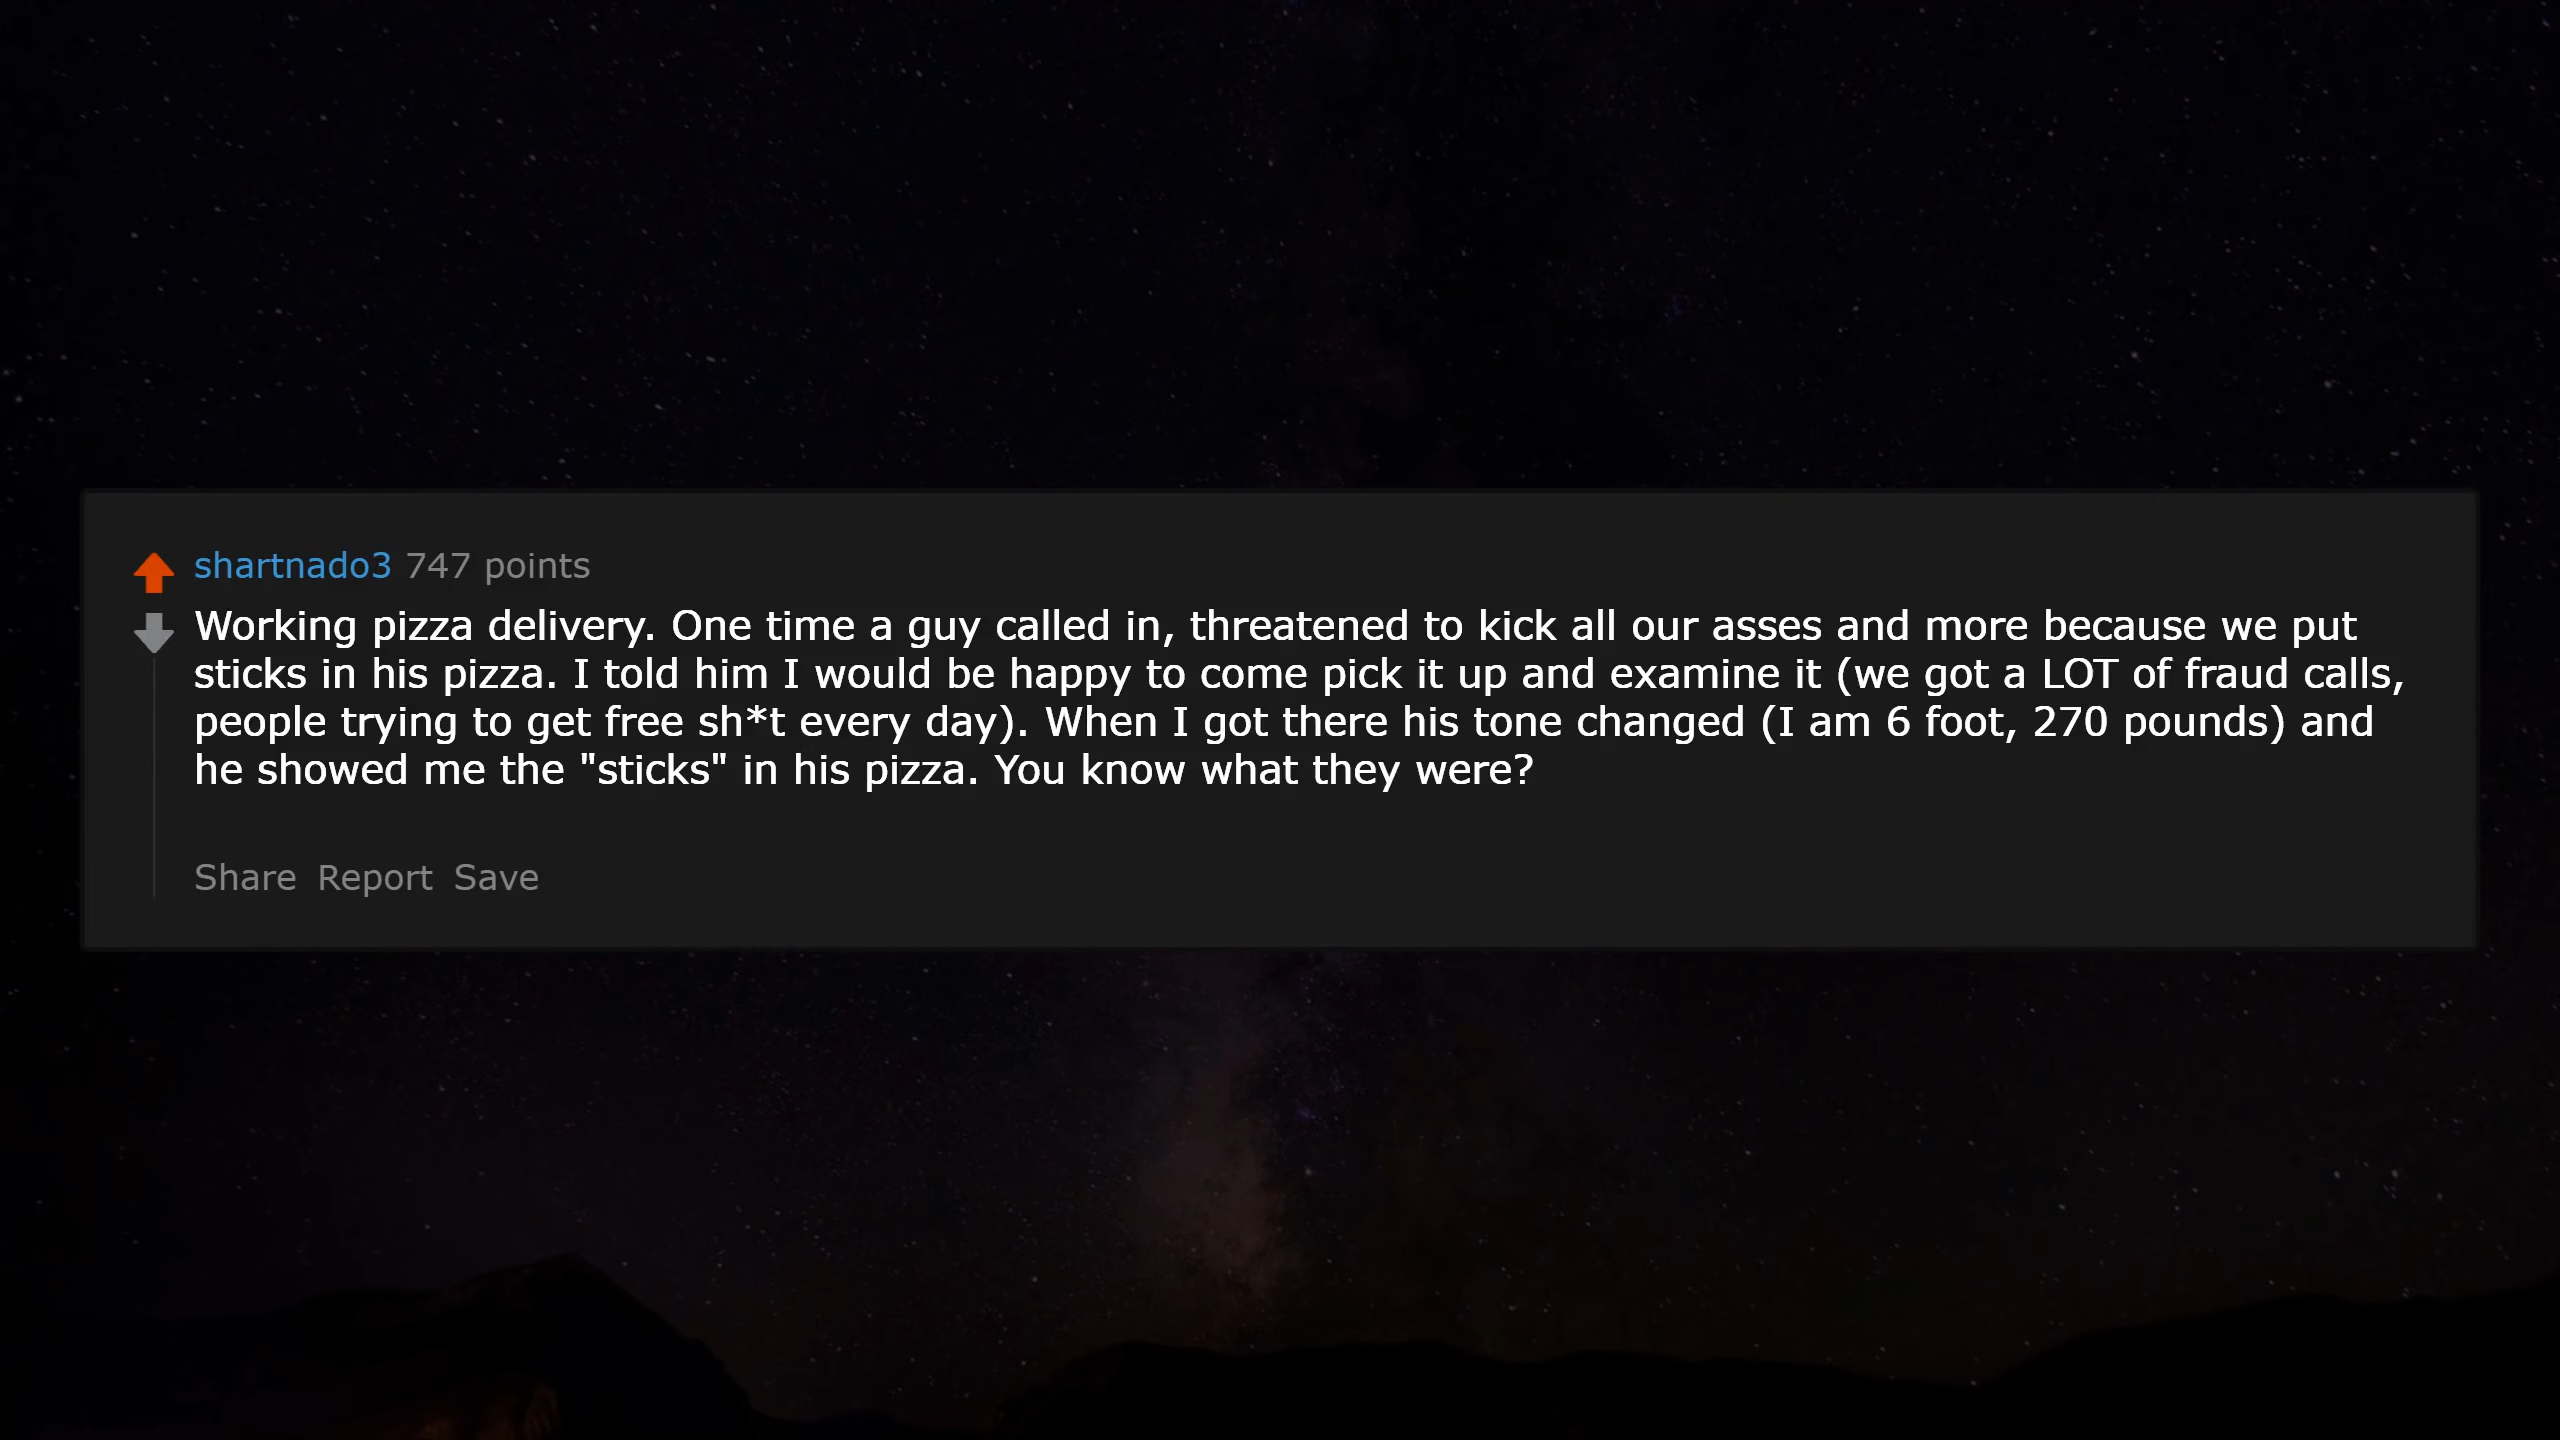 shartnado3 747 points
Working pizza delivery. One time a guy called in, threatened to kick all our asses and more because we put
sticks in his pizza. I told him I would be happy to come pick it up and examine it (we got a LOT of fraud calls,
people trying to get free sh*t every day). When I got there his tone changed (I am 6 foot, 270 pounds) and
he showed me the "sticks" in his pizza. You know what they were?
Share Report Save